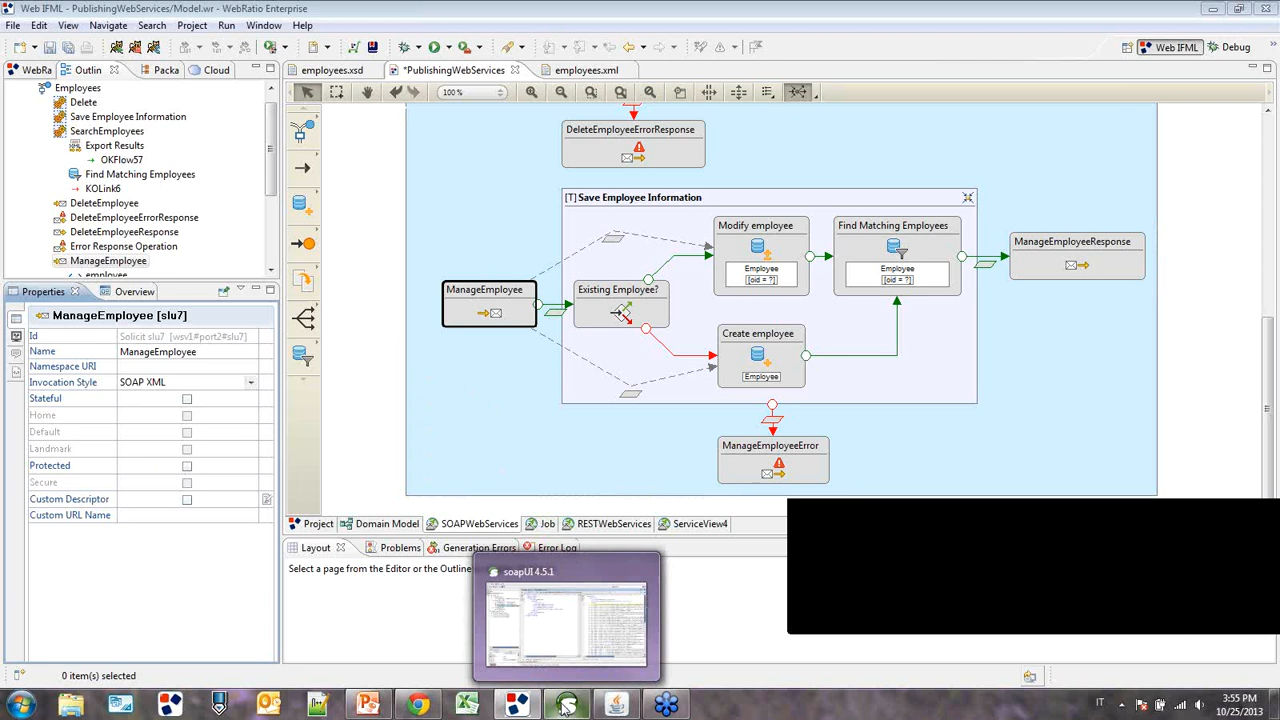 Web IFML - PublishingWebServices/Model.wr - WebRatio Enterprise
File Edit View Navigate Search Project Run Window Help
Web IFML Debug
WebRa Outlin Packa Cloud
employees.xsd *PublishingWebServices employees.xml
100 %
Employees
Delete
Save Employee Information
SearchEmployees
Export Results
OKFlow57
Find Matching Employees
KOLink6
DeleteEmployee
DeleteEmployeeErrorResponse
DeleteEmployeeResponse
Error Response Operation
ManageEmployee
employee
Properties Overview
ManageEmployee [slu7]
Id Solicit slu7 [wsv1#port2#slu7]
Name ManageEmployee
Namespace URI
Invocation Style SOAP XML
Stateful
Home
Default
Landmark
Protected
Secure
Custom Descriptor
Custom URL Name
DeleteEmployeeErrorResponse
[T] Save Employee Information
Modify employee
Employee
[oid = ?]
Find Matching Employees
Employee
[oid = ?]
ManageEmployeeResponse
ManageEmployee
Existing Employee?
Create employee
Employee
ManageEmployeeError
Project Domain Model SOAPWebServices Job RESTWebServices ServiceView4
Layout Problems Generation Errors Error Log
Select a page from the Editor or the Outline
soapUI 4.5.1
0 item(s) selected
IT
5:55 PM
10/25/2013